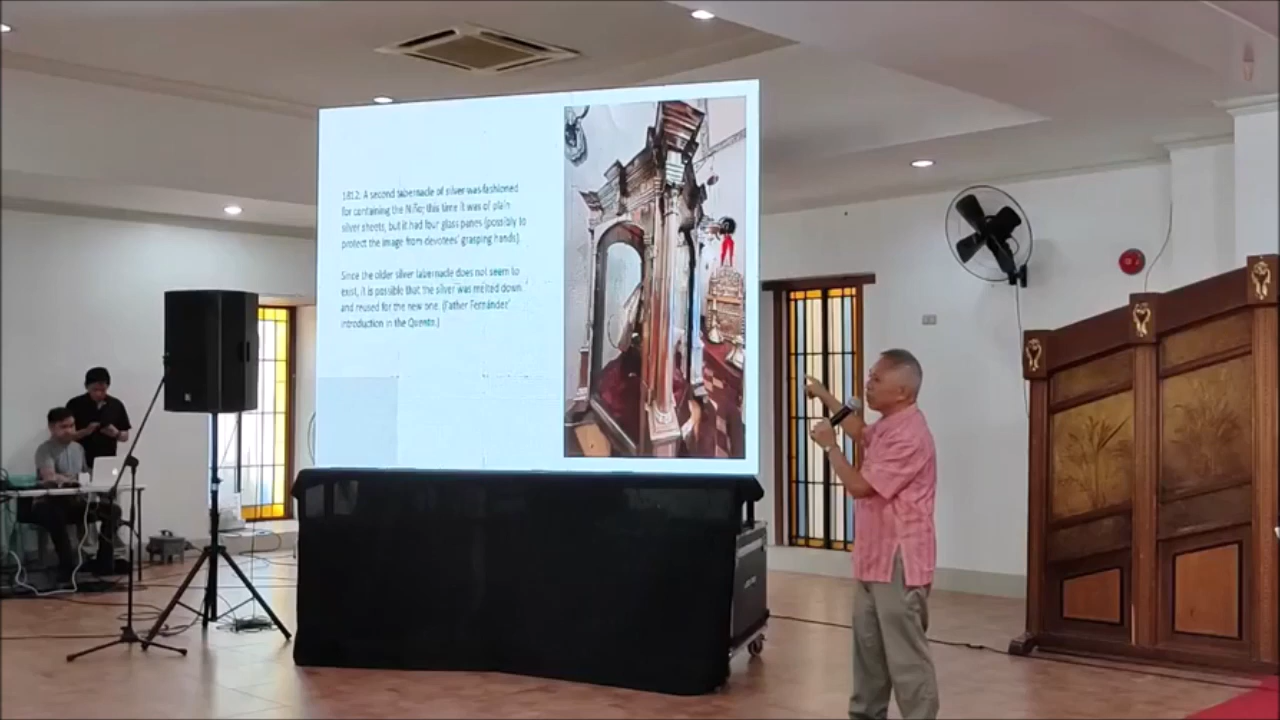 1812: A second tabernacle of silver was fashioned
for containing the Niño; this time it was of plain
silver sheets, but it had four glass panes (possibly to
protect the image from devotees' grasping hands).
Since the older silver tabernacle does not seem to
exist, it is possible that the silver was melted down
and reused for the new one. (Father Fernandez'
introduction in the Quento.)